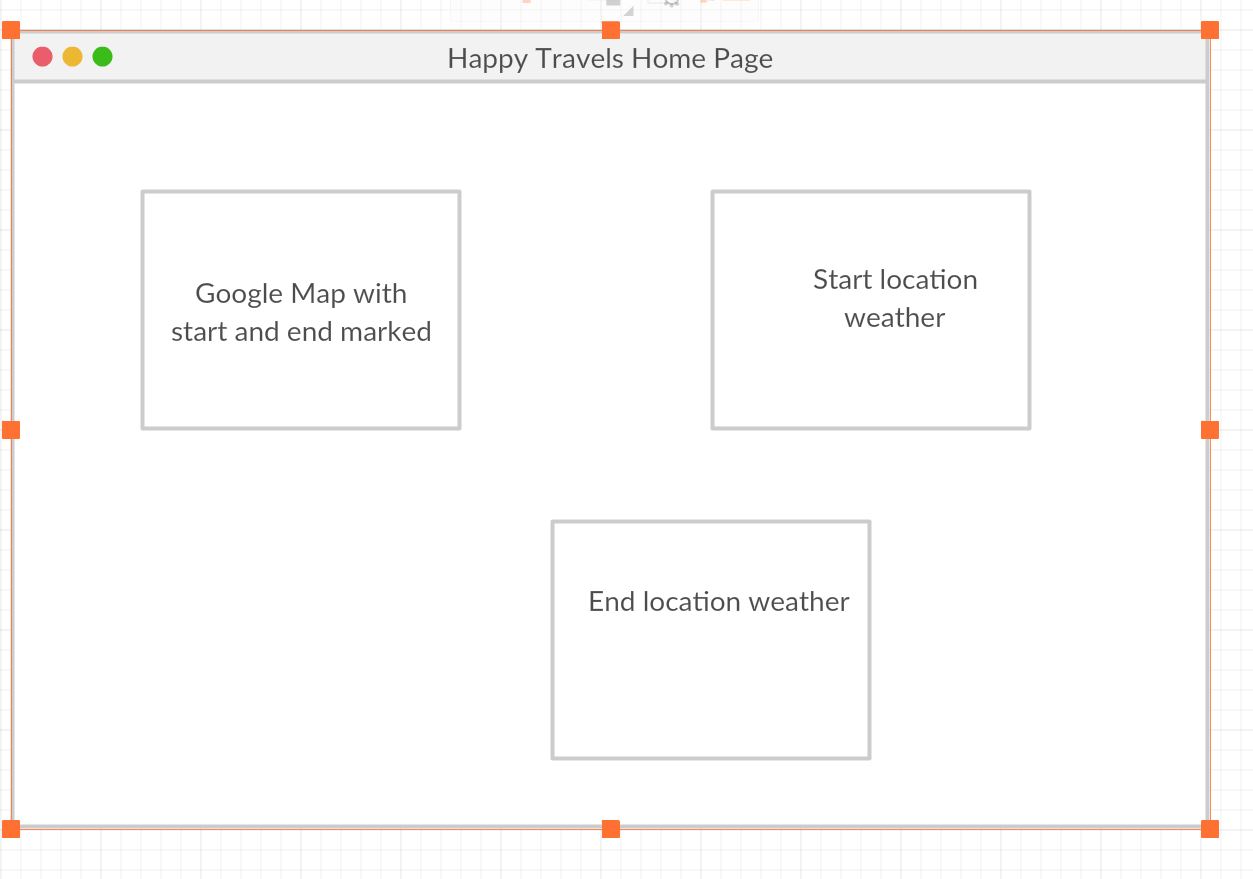 Happy Travels Home Page
Google Map with
start and end marked
Start location
weather
End location weather